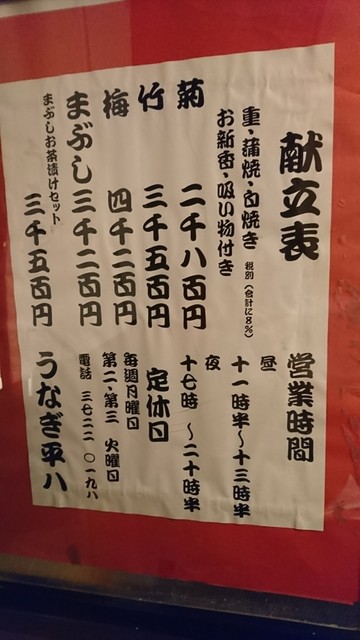 献立表
重・蒲焼・白焼き 税別(合計に8%)
お新香・吸い物付き
菊 二千八百円
竹 三千五百円
梅 四千二百円
まぶし 三千二百円
まぶしお茶漬けセット 三千五百円
営業時間
昼
十一時半〜十三時半
夜
十七時〜二十時半
定休日
毎週月曜日
第二・第三 火曜日
電話 三七二二 〇一九八
うなぎ平八